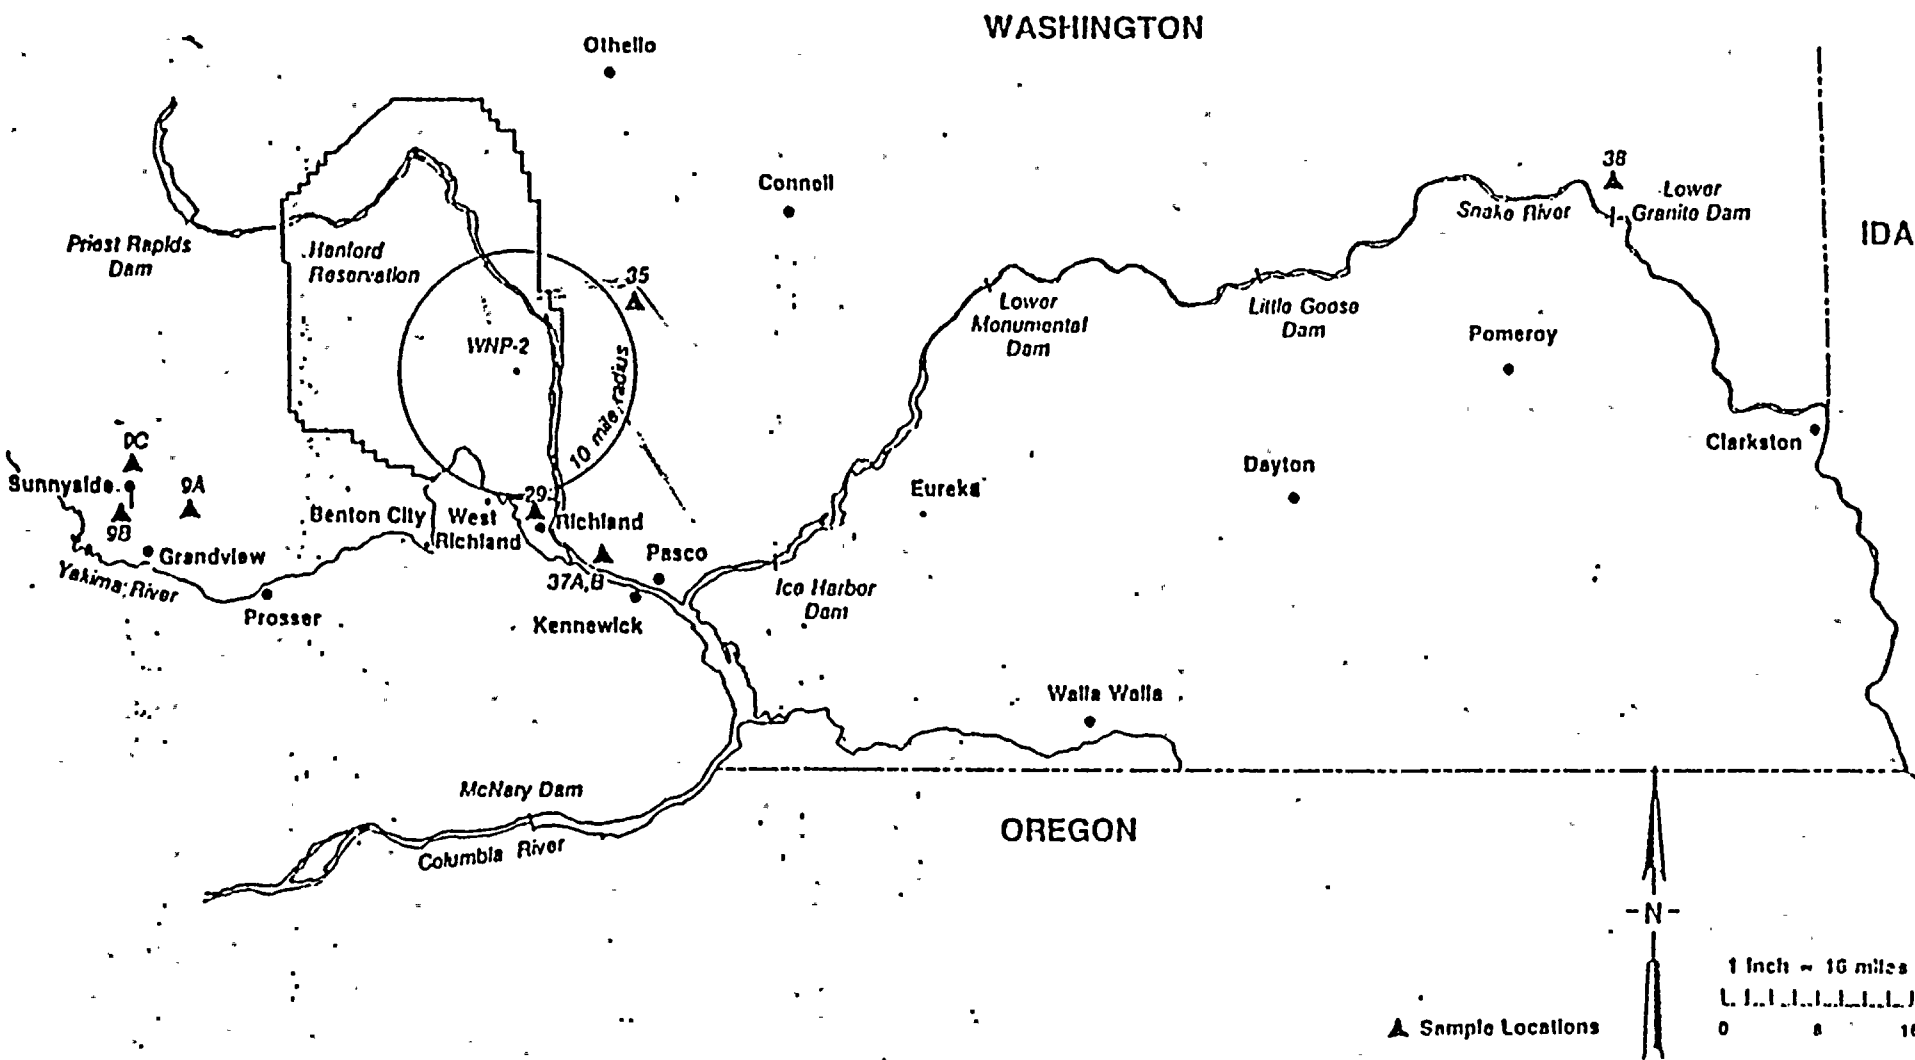 WASHINGTON
Othello
Connell
38
Lower
Granite Dam
Snake River
IDA
Priest Rapids
Dam
Hanford
Reservation
35
Lower
Monumental
Dam
Little Goose
Dam
WNP-2
10 mile radius
Pomeroy
Clarkston
9C
Sunnyside
9A
9B
Dayton
Eureka
29
Benton City
West
Richland
Richland
Grandview
Yakima River
Pasco
37A,B
Ice Harbor
Dam
Prosser
Kennewick
Walla Walla
McNary Dam
Columbia River
OREGON
-N-
1 inch ~ 16 miles
0 8 16
Sample Locations